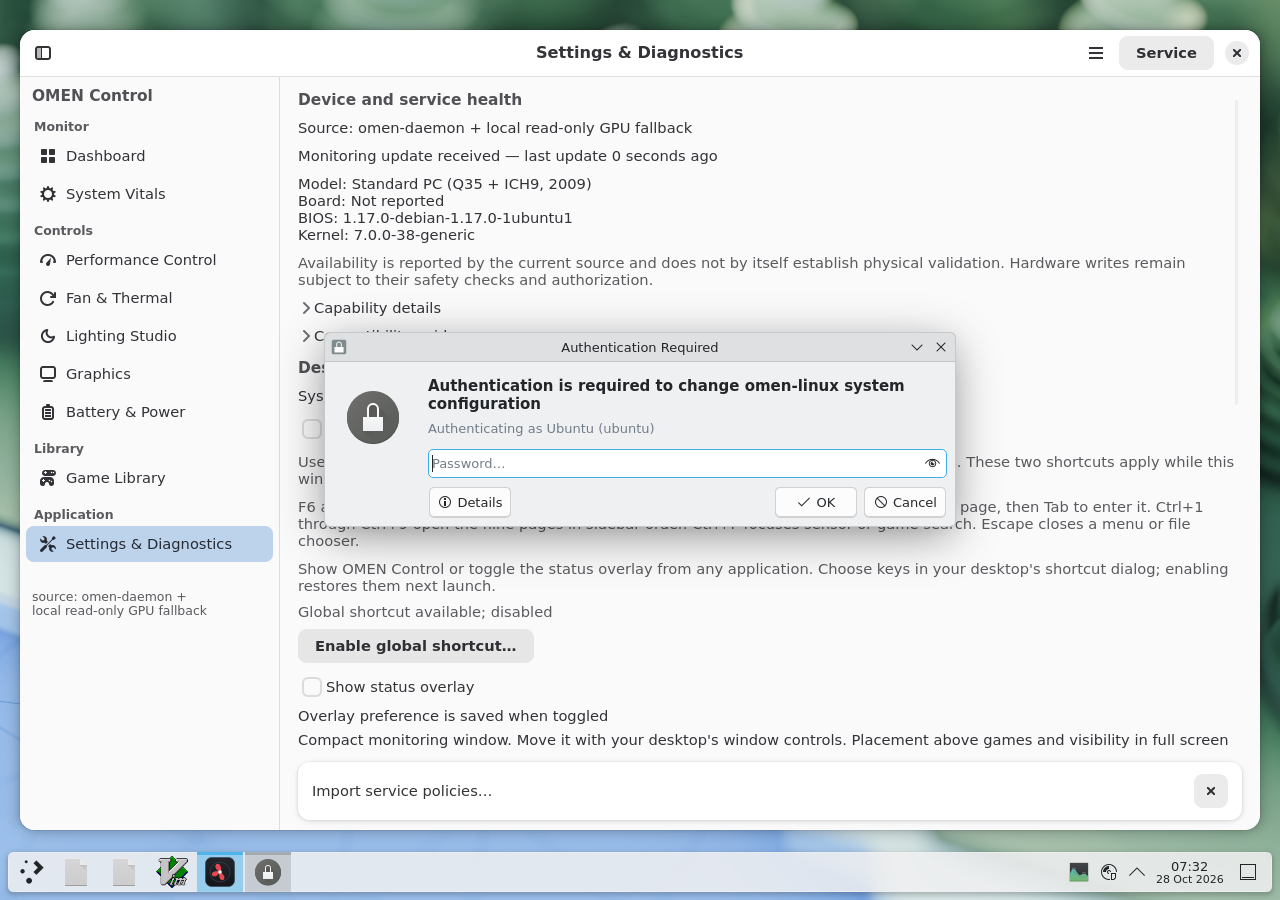 Settings & Diagnostics
Service
OMEN Control
Monitor
Dashboard
System Vitals
Controls
Performance Control
Fan & Thermal
Lighting Studio
Graphics
Battery & Power
Library
Game Library
Application
Settings & Diagnostics
source: omen-daemon +
local read-only GPU fallback
Device and service health
Source: omen-daemon + local read-only GPU fallback
Monitoring update received — last update 0 seconds ago
Model: Standard PC (Q35 + ICH9, 2009)
Board: Not reported
BIOS: 1.17.0-debian-1.17.0-1ubuntu1
Kernel: 7.0.0-38-generic
Availability is reported by the current source and does not by itself establish physical validation. Hardware writes remain
subject to their safety checks and authorization.
Capability details
Authentication Required
Authentication is required to change omen-linux system
configuration
Authenticating as Ubuntu (ubuntu)
Password...
Details
OK
Cancel
. These two shortcuts apply while this
page, then Tab to enter it. Ctrl+1
search. Escape closes a menu or file
chooser.
Show OMEN Control or toggle the status overlay from any application. Choose keys in your desktop's shortcut dialog; enabling
restores them next launch.
Global shortcut available; disabled
Enable global shortcut...
Show status overlay
Overlay preference is saved when toggled
Compact monitoring window. Move it with your desktop's window controls. Placement above games and visibility in full screen
Import service policies...
07:32
28 Oct 2026